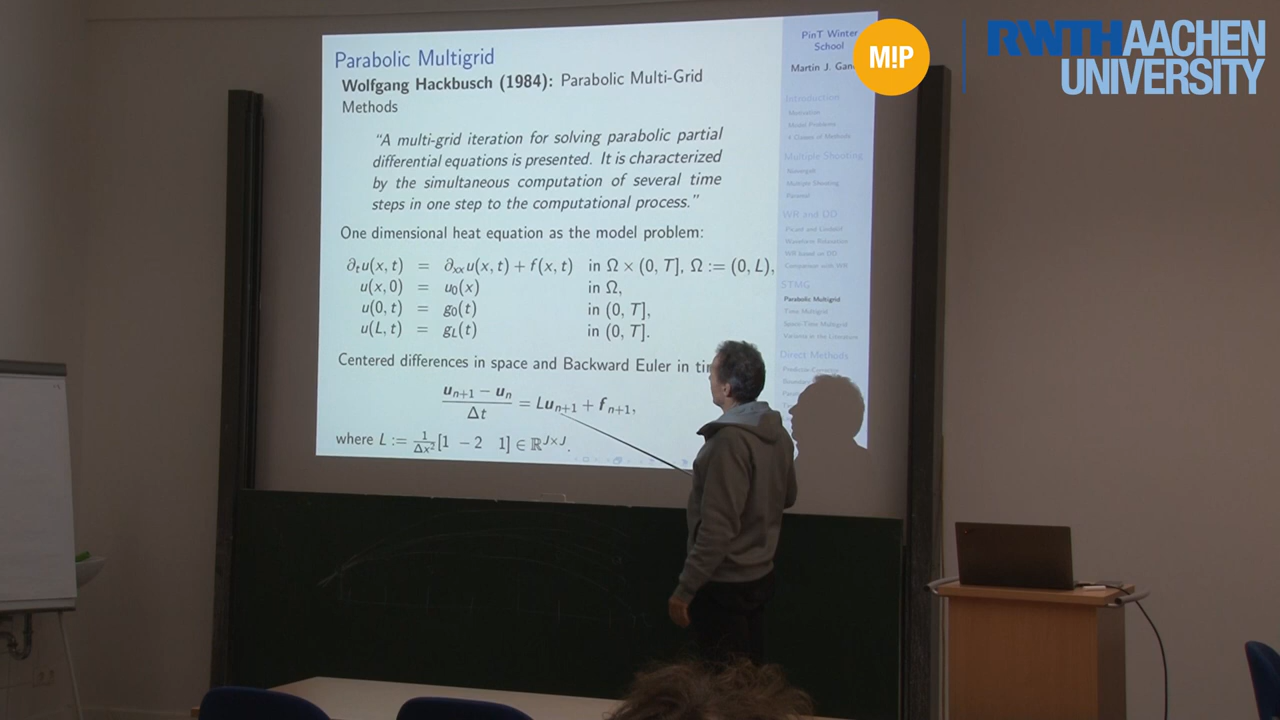 Parabolic Multigrid
Wolfgang Hackbusch (1984): Parabolic Multi-Grid
Methods
"A multi-grid iteration for solving parabolic partial
differential equations is presented. It is characterized
by the simultaneous computation of several time
steps in one step to the computational process."
One dimensional heat equation as the model problem:
∂ₜu(x, t) = ∂ₓₓu(x, t) + f(x, t) in Ω × (0, T], Ω := (0, L),
u(x, 0) = u₀(x) in Ω,
u(0, t) = g₀(t) in (0, T],
u(L, t) = g_L(t) in (0, T].
Centered differences in space and Backward Euler in
(uₙ₊₁ − uₙ)/Δt = Luₙ₊₁ + fₙ₊₁,
where L := 1/Δx² [1 −2 1] ∈ ℝ^(J×J).
PinT Winter
School
Martin J.
Introduction
Motivation
Model Problems
4 Classes of Methods
Multiple Shooting
Multiple Shooting
Parareal
WR and DD
Picard and Lindelöf
Waveform Relaxation
WR based on DD
Comparison with WR
STMG
Parabolic Multigrid
Time Multigrid
Space-Time Multigrid
Variants in the Literature
Direct Methods
M!P
RWTH AACHEN
UNIVERSITY